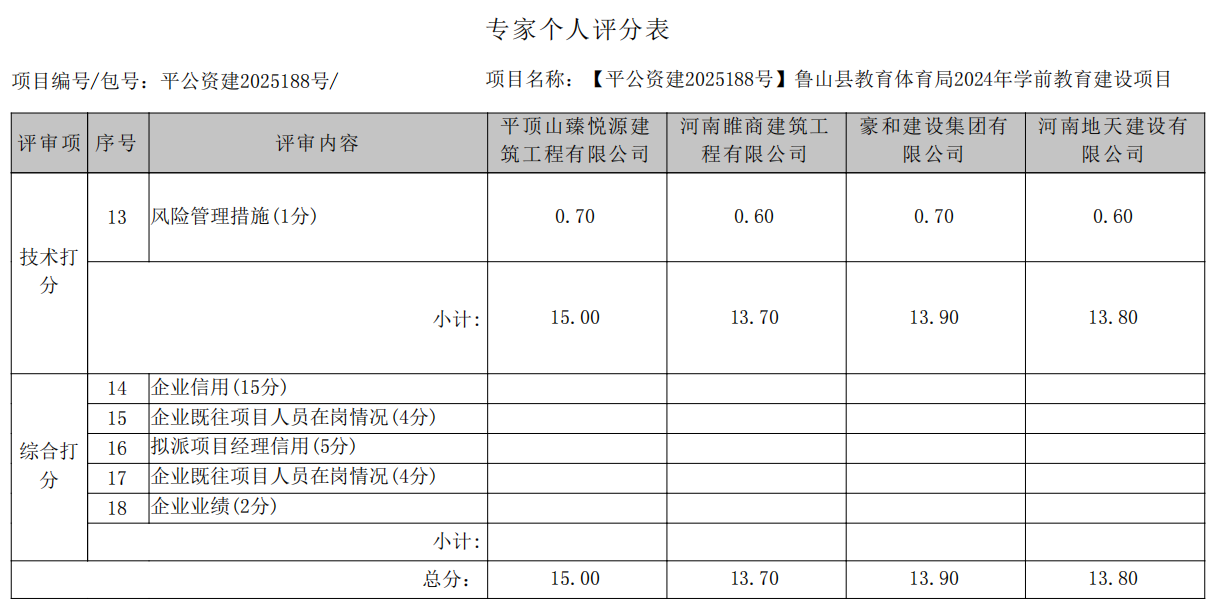 专家个人评分表
项目编号/包号：平公资建2025188号/ 项目名称：【平公资建2025188号】鲁山县教育体育局2024年学前教育建设项目
评审项 序号 评审内容 平顶山臻悦源建筑工程有限公司 河南睢商建筑工程有限公司 豪和建设集团有限公司 河南地天建设有限公司
技术打分
13 风险管理措施(1分) 0.70 0.60 0.70 0.60
小计: 15.00 13.70 13.90 13.80
综合打分
14 企业信用(15分)
15 企业既往项目人员在岗情况(4分)
16 拟派项目经理信用(5分)
17 企业既往项目人员在岗情况(4分)
18 企业业绩(2分)
小计:
总分： 15.00 13.70 13.90 13.80